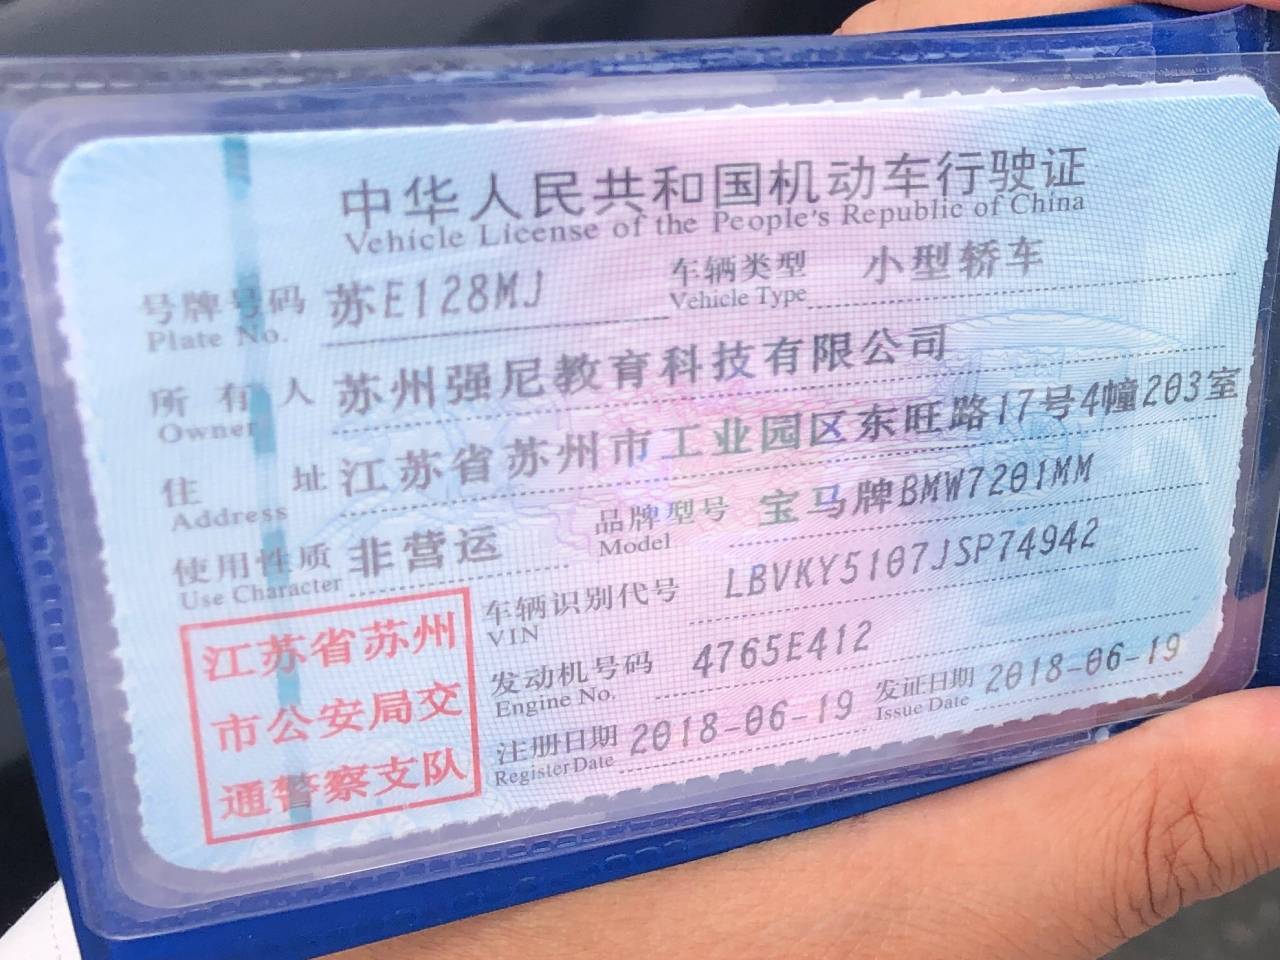 中华人民共和国机动车行驶证
Vehicle License of the People's Republic of China
号牌号码 苏E128MJ 车辆类型 小型轿车
Plate No. Vehicle Type
所有人 苏州强尼教育科技有限公司
Owner
住址 江苏省苏州市工业园区东旺路17号4幢203室
Address
使用性质 非营运 品牌型号 宝马牌BMW7201MM
Use Character Model
车辆识别代号 LBVKY5107JSP74942
VIN
发动机号码 4765E412
Engine No.
注册日期 2018-06-19 发证日期 2018-06-19
Register Date Issue Date
江苏省苏州
市公安局交
通警察支队